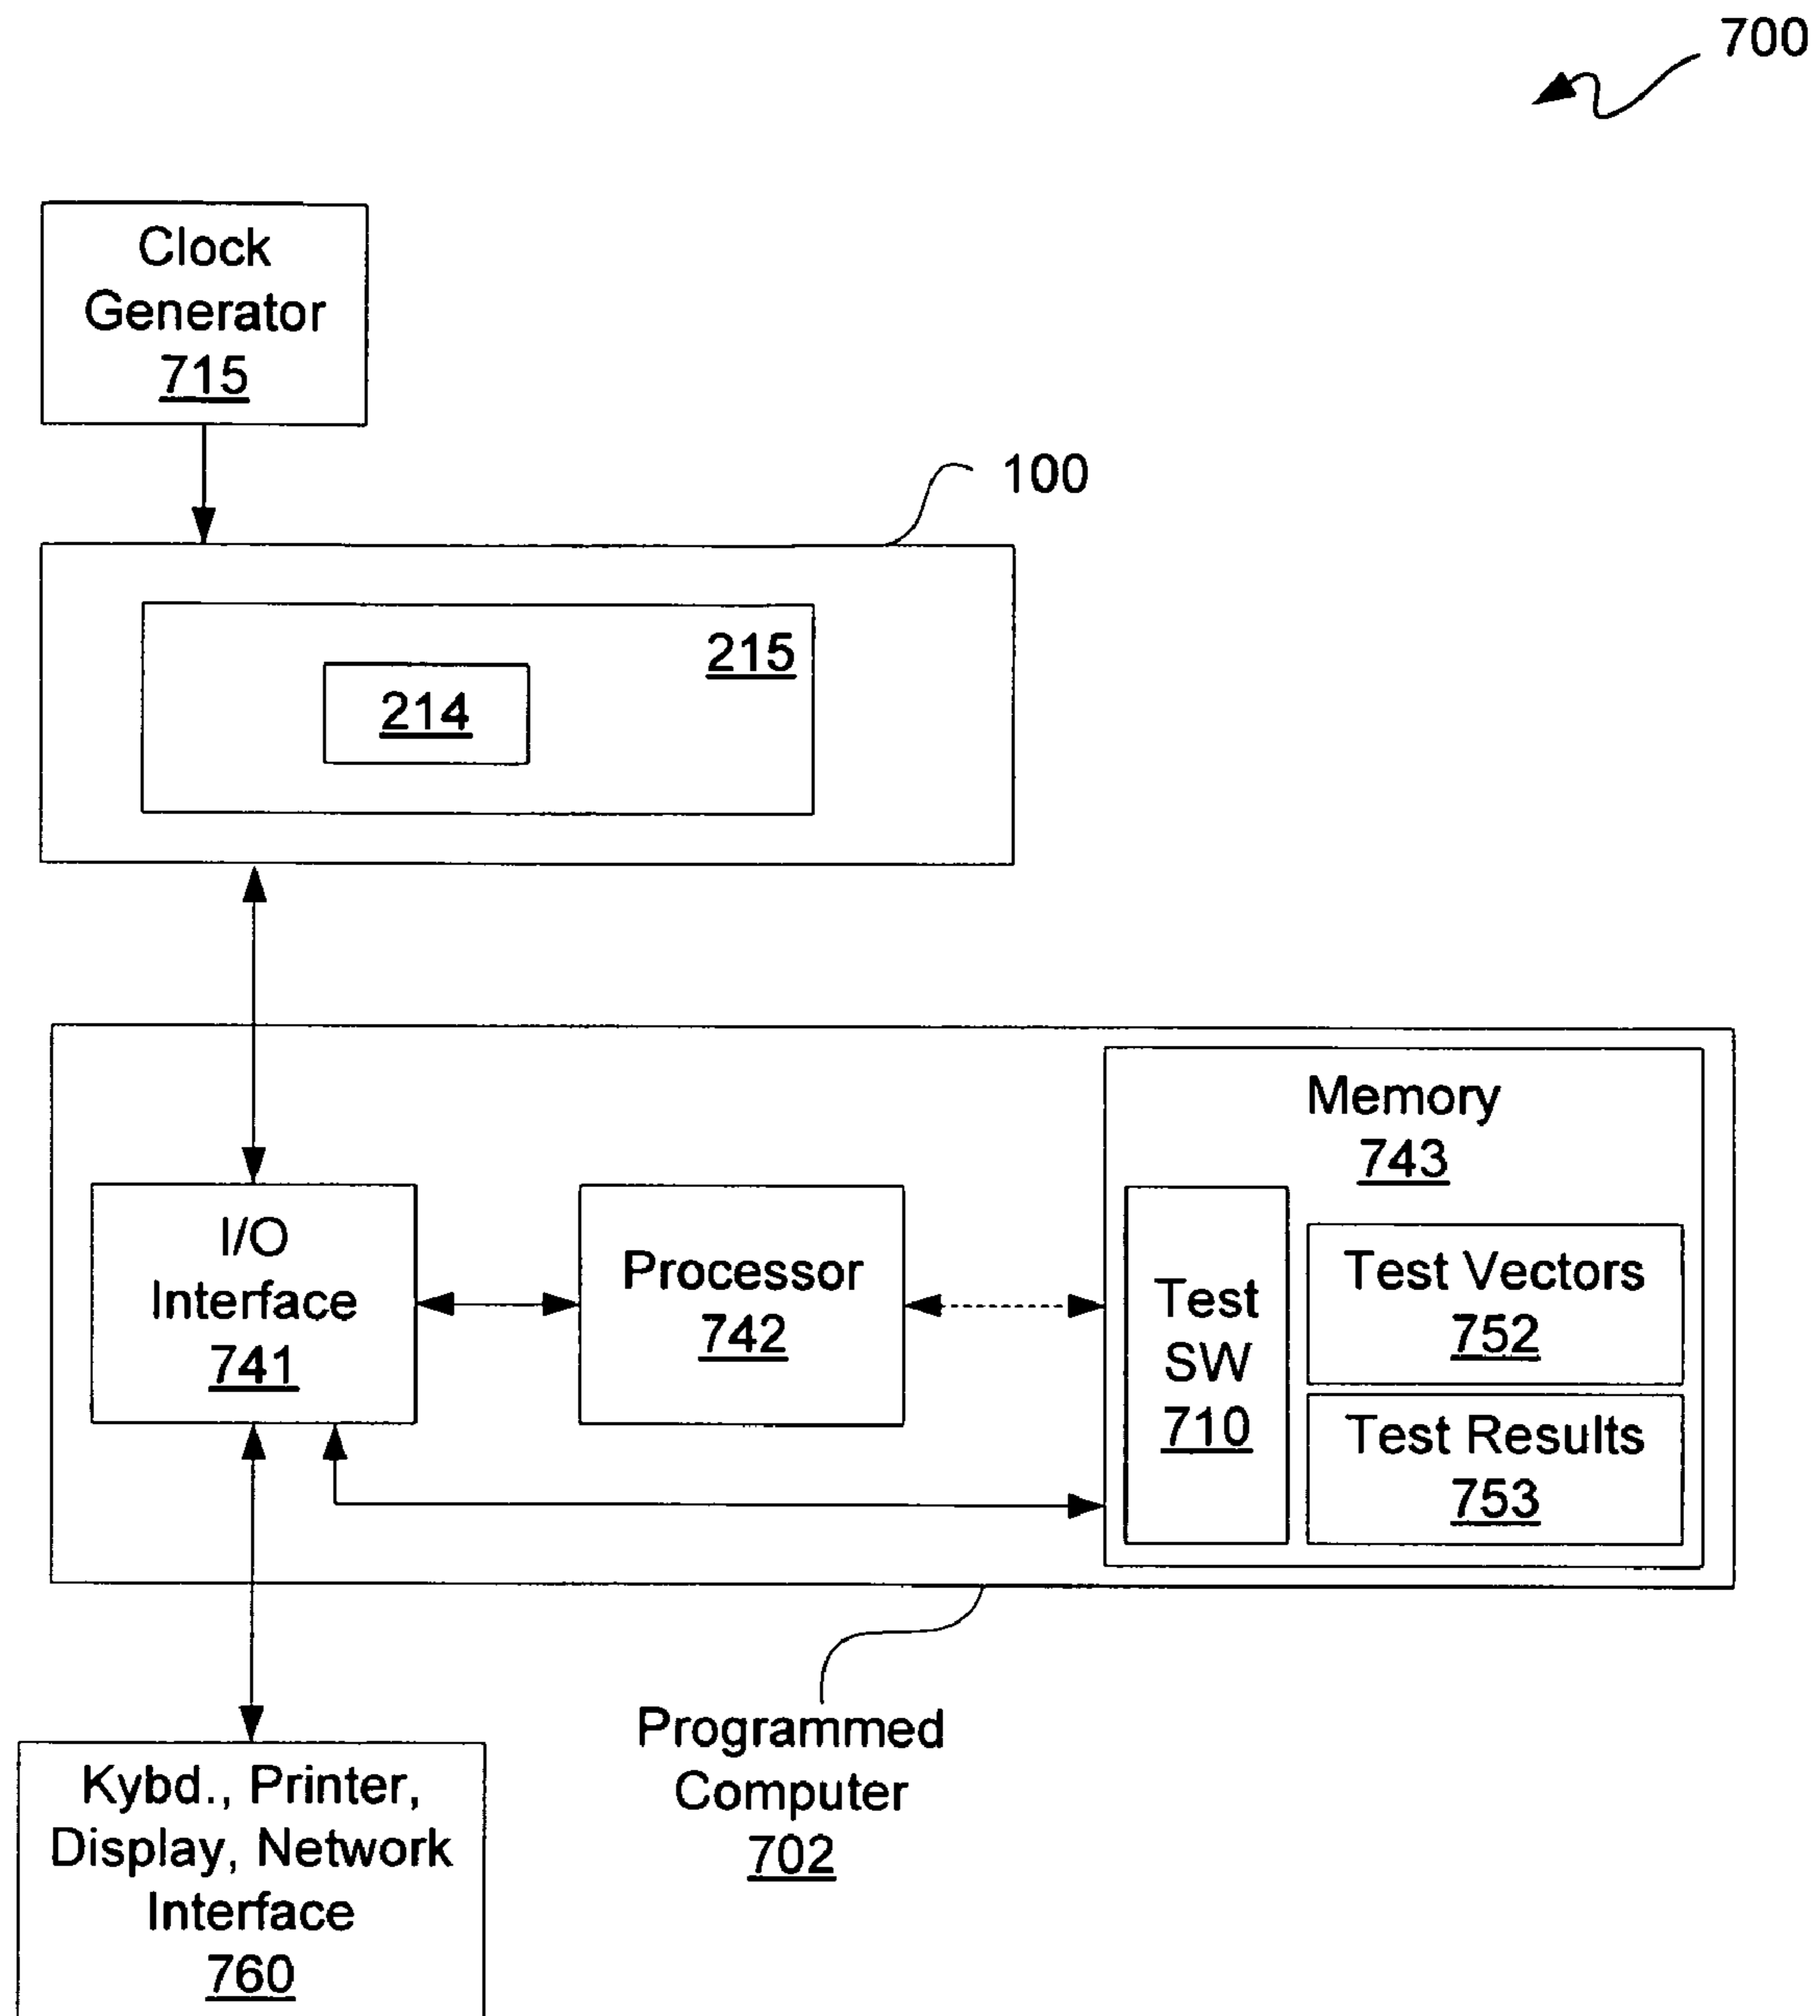 700
Clock
Generator
715
100
215
214
Memory
743
I/O
Interface
741
Processor
742
Test
SW
710
Test Vectors
752
Test Results
753
Programmed
Computer
702
Kybd., Printer,
Display, Network
Interface
760